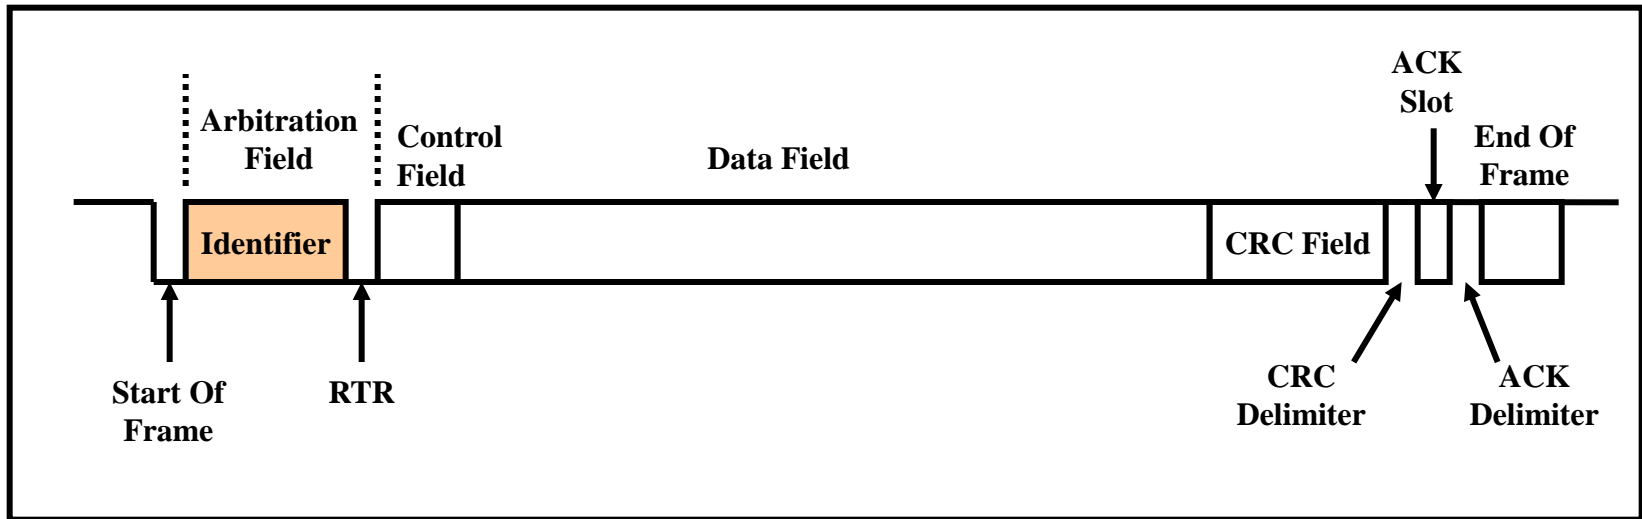 ACK
Slot
Arbitration
Field
Control
Field
Data Field
End Of
Frame
Identifier
CRC Field
Start Of
Frame
RTR
CRC
Delimiter
ACK
Delimiter